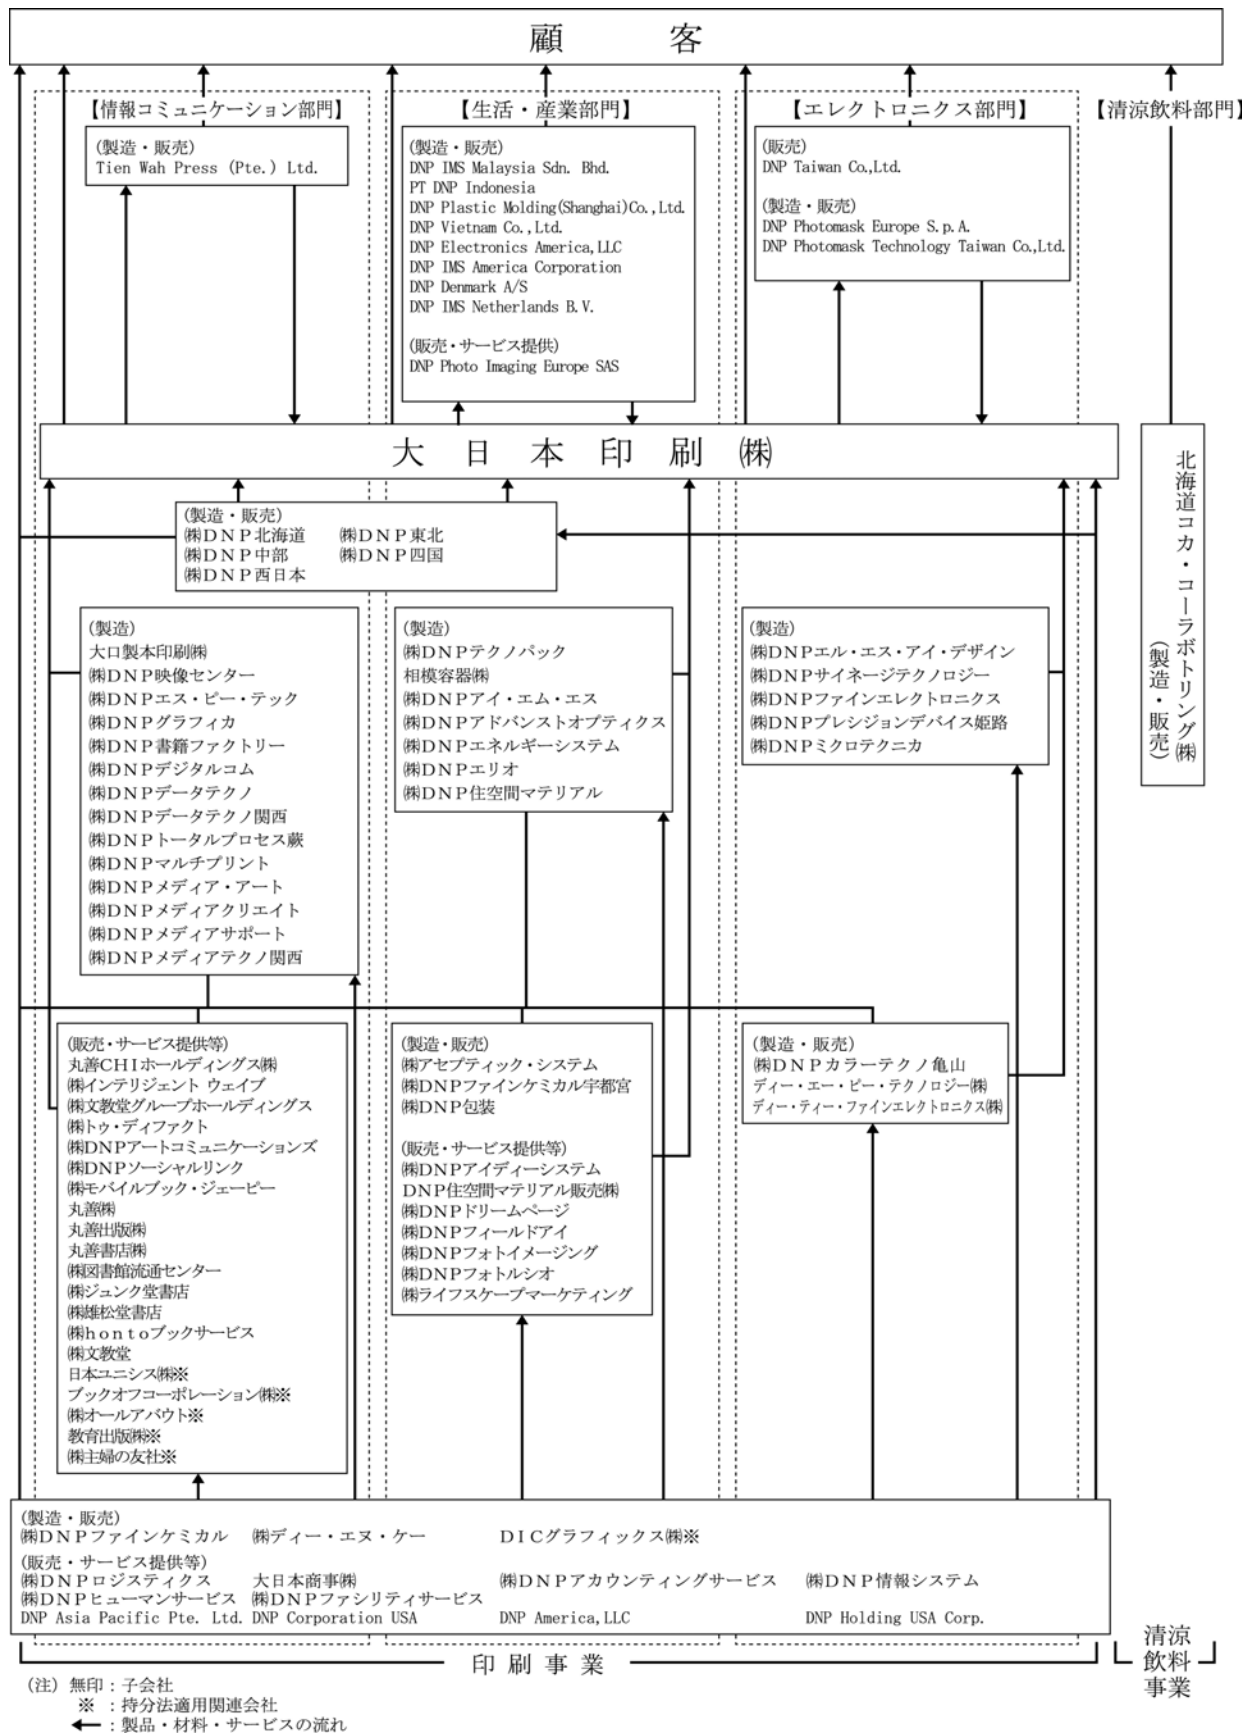 顧客
【情報コミュニケーション部門】
(製造・販売)
Tien Wah Press (Pte.) Ltd.
【生活・産業部門】
(製造・販売)
DNP IMS Malaysia Sdn. Bhd.
PT DNP Indonesia
DNP Plastic Molding(Shanghai)Co.,Ltd.
DNP Vietnam Co.,Ltd.
DNP Electronics America,LLC
DNP IMS America Corporation
DNP Denmark A/S
DNP IMS Netherlands B.V.
(販売・サービス提供)
DNP Photo Imaging Europe SAS
【エレクトロニクス部門】
(販売)
DNP Taiwan Co.,Ltd.
(製造・販売)
DNP Photomask Europe S.p.A.
DNP Photomask Technology Taiwan Co.,Ltd.
【清涼飲料部門】
大日本印刷㈱
北海道コカ・コーラボトリング㈱
(製造・販売)
(製造・販売)
㈱ＤＮＰ北海道 ㈱ＤＮＰ東北
㈱ＤＮＰ中部 ㈱ＤＮＰ四国
㈱ＤＮＰ西日本
(製造)
大口製本印刷㈱
㈱ＤＮＰ映像センター
㈱ＤＮＰエス・ピー・テック
㈱ＤＮＰグラフィカ
㈱ＤＮＰ書籍ファクトリー
㈱ＤＮＰデジタルコム
㈱ＤＮＰデータテクノ
㈱ＤＮＰデータテクノ関西
㈱ＤＮＰトータルプロセス蕨
㈱ＤＮＰマルチプリント
㈱ＤＮＰメディア・アート
㈱ＤＮＰメディアクリエイト
㈱ＤＮＰメディアサポート
㈱ＤＮＰメディアテクノ関西
(製造)
㈱ＤＮＰテクノパック
相模容器㈱
㈱ＤＮＰアイ・エム・エス
㈱ＤＮＰアドバンストオプティクス
㈱ＤＮＰエネルギーシステム
㈱ＤＮＰエリオ
㈱ＤＮＰ住空間マテリアル
(製造)
㈱ＤＮＰエル・エス・アイ・デザイン
㈱ＤＮＰサイネージテクノロジー
㈱ＤＮＰファインエレクトロニクス
㈱ＤＮＰプレシジョンデバイス姫路
㈱ＤＮＰミクロテクニカ
(販売・サービス提供等)
丸善CHIホールディングス㈱
㈱インテリジェント ウェイブ
㈱文教堂グループホールディングス
㈱トゥ・ディファクト
㈱DNPアートコミュニケーションズ
㈱DNPソーシャルリンク
㈱モバイルブック・ジェーピー
丸善㈱
丸善出版㈱
丸善書店㈱
㈱図書館流通センター
㈱ジュンク堂書店
㈱雄松堂書店
㈱ｈｏｎｔｏブックサービス
㈱文教堂
日本ユニシス㈱※
ブックオフコーポレーション㈱※
㈱オールアバウト※
教育出版㈱※
㈱主婦の友社※
(製造・販売)
㈱アセプティック・システム
㈱ＤＮＰファインケミカル宇都宮
㈱ＤＮＰ包装
(販売・サービス提供等)
㈱ＤＮＰアイディーシステム
DNP住空間マテリアル販売㈱
㈱ＤＮＰドリームページ
㈱ＤＮＰフィールドアイ
㈱ＤＮＰフォトイメージング
㈱ＤＮＰフォトルシオ
㈱ライフスケープマーケティング
(製造・販売)
㈱ＤＮＰカラーテクノ亀山
ディー・エー・ピー・テクノロジー㈱
ディー・ティー・ファインエレクトロニクス㈱
(製造・販売)
㈱ＤＮＰファインケミカル ㈱ディー・エヌ・ケー ＤＩＣグラフィックス㈱※
(販売・サービス提供等)
㈱ＤＮＰロジスティクス 大日本商事㈱ ㈱ＤＮＰアカウンティングサービス ㈱ＤＮＰ情報システム
㈱ＤＮＰヒューマンサービス ㈱ＤＮＰファシリティサービス
DNP Asia Pacific Pte. Ltd. DNP Corporation USA DNP America,LLC DNP Holding USA Corp.
印刷事業
清涼
飲料
事業
(注) 無印：子会社
※ ：持分法適用関連会社
←：製品・材料・サービスの流れ